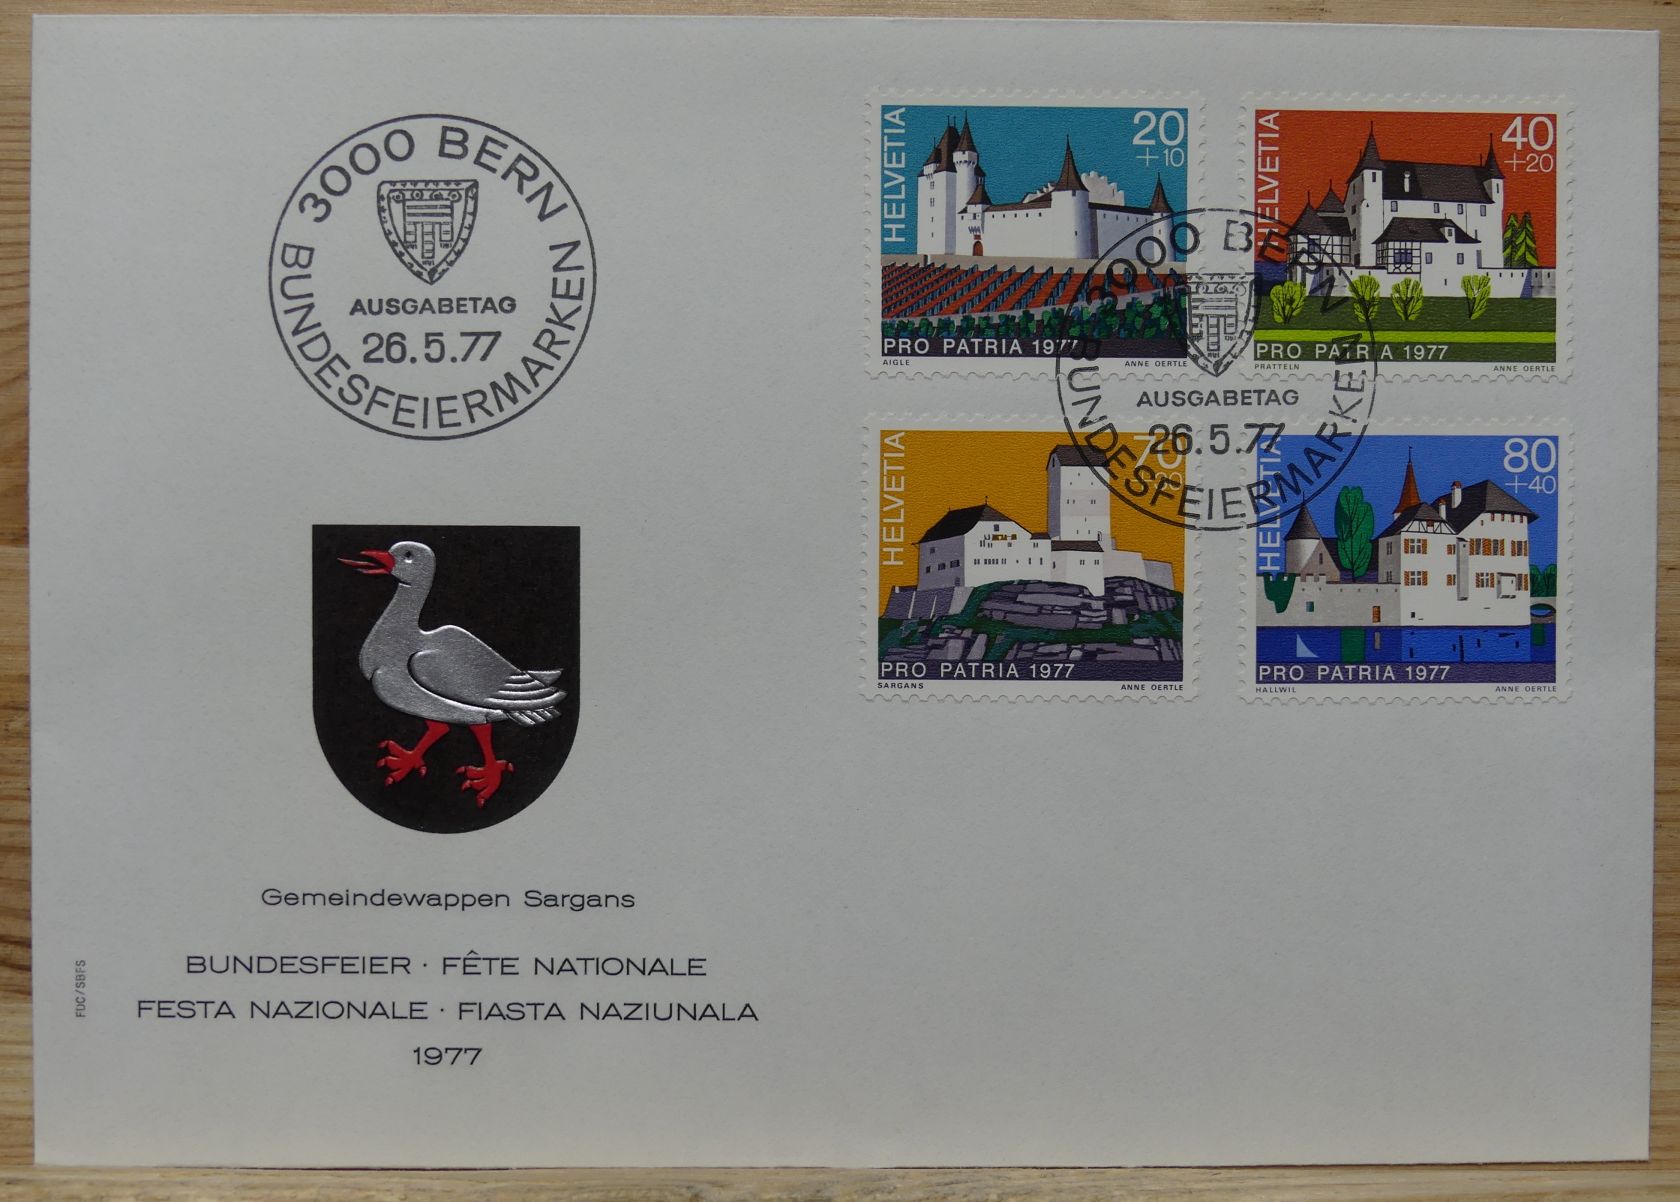 3000 BERN
AUSGABETAG
26.5.77
BUNDESFEIERMARKEN
HELVETIA
20
+10
PRO PATRIA 1977
AIGLE ANNE OERTLE
HELVETIA
40
+20
PRO PATRIA 1977
PRATTELN ANNE OERTLE
3000 BERN
AUSGABETAG
26.5.77
BUNDESFEIERMARKEN
HELVETIA
70
PRO PATRIA 1977
SARGANS ANNE OERTLE
HELVETIA
80
+40
PRO PATRIA 1977
HALLWIL ANNE OERTLE
Gemeindewappen Sargans
BUNDESFEIER · FÊTE NATIONALE
FESTA NAZIONALE · FIASTA NAZIUNALA
1977
FDC/SBFS